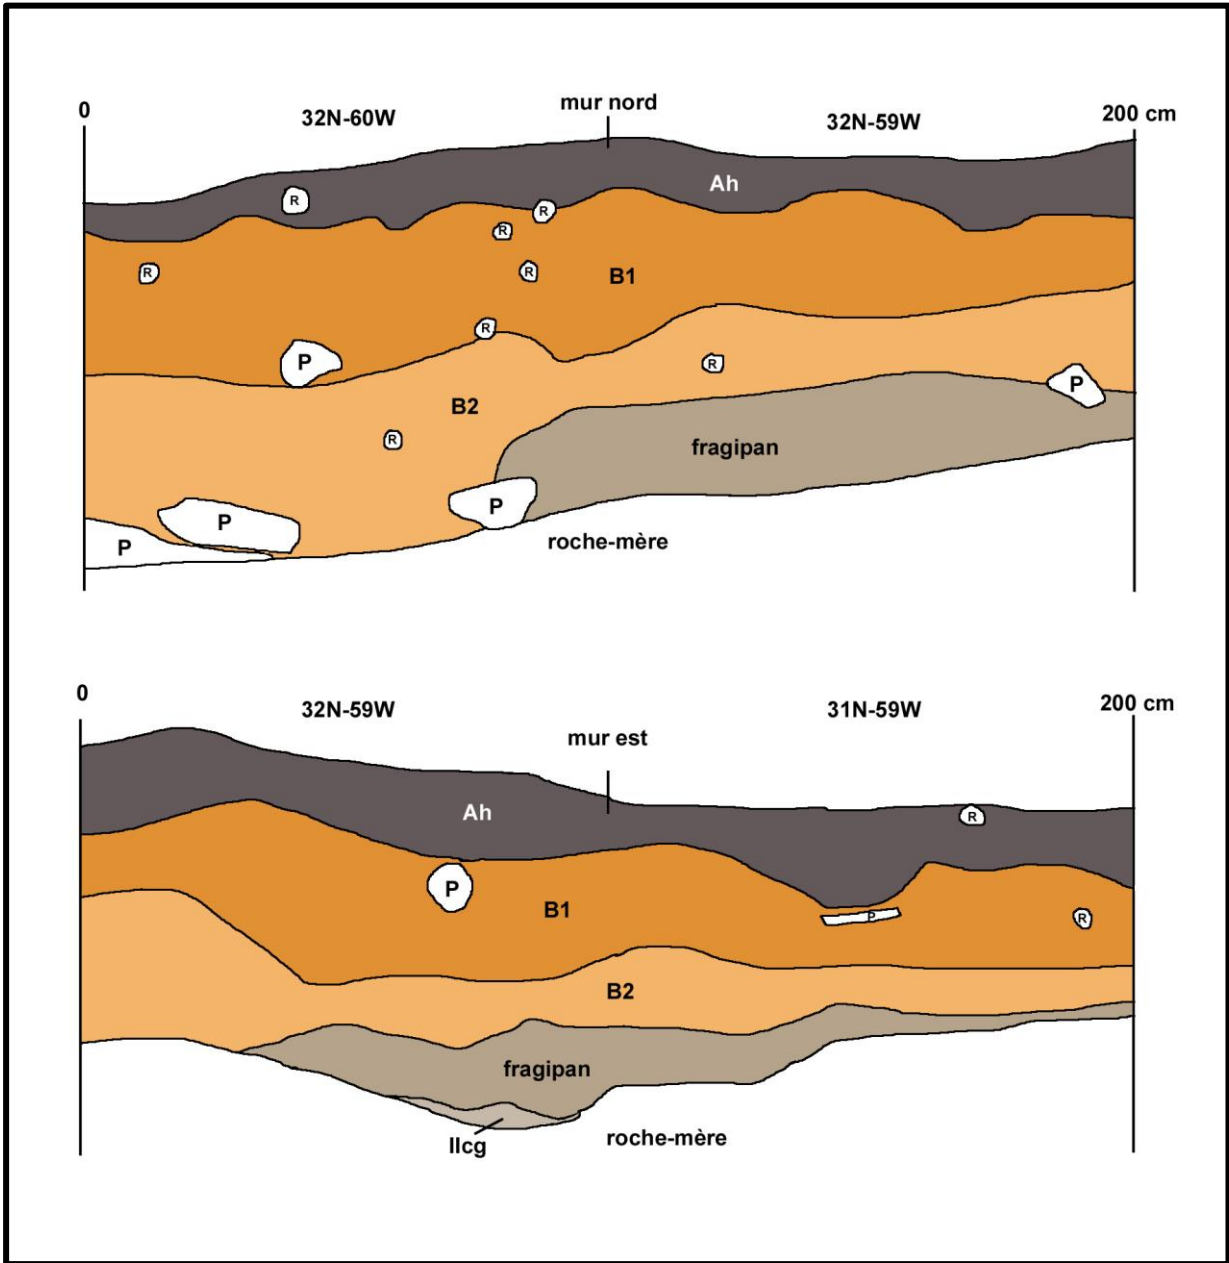 0 32N-60W mur nord 32N-59W 200 cm
Ah
R
R
R
R
R
B1
R
P
R
P
B2
R
fragipan
P
P
P
roche-mère
0 32N-59W 31N-59W 200 cm
mur est
Ah
R
P
B1
P
R
B2
fragipan
IIcg
roche-mère